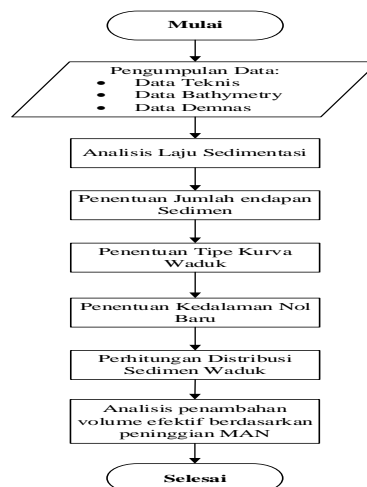 Mulai
Pengumpulan Data:
• Data Teknis
• Data Bathymetry
• Data Demnas
Analisis Laju Sedimentasi
Penentuan Jumlah endapan
Sedimen
Penentuan Tipe Kurva
Waduk
Penentuan Kedalaman Nol
Baru
Perhitungan Distribusi
Sedimen Waduk
Analisis penambahan
volume efektif berdasarkan
peninggian MAN
Selesai